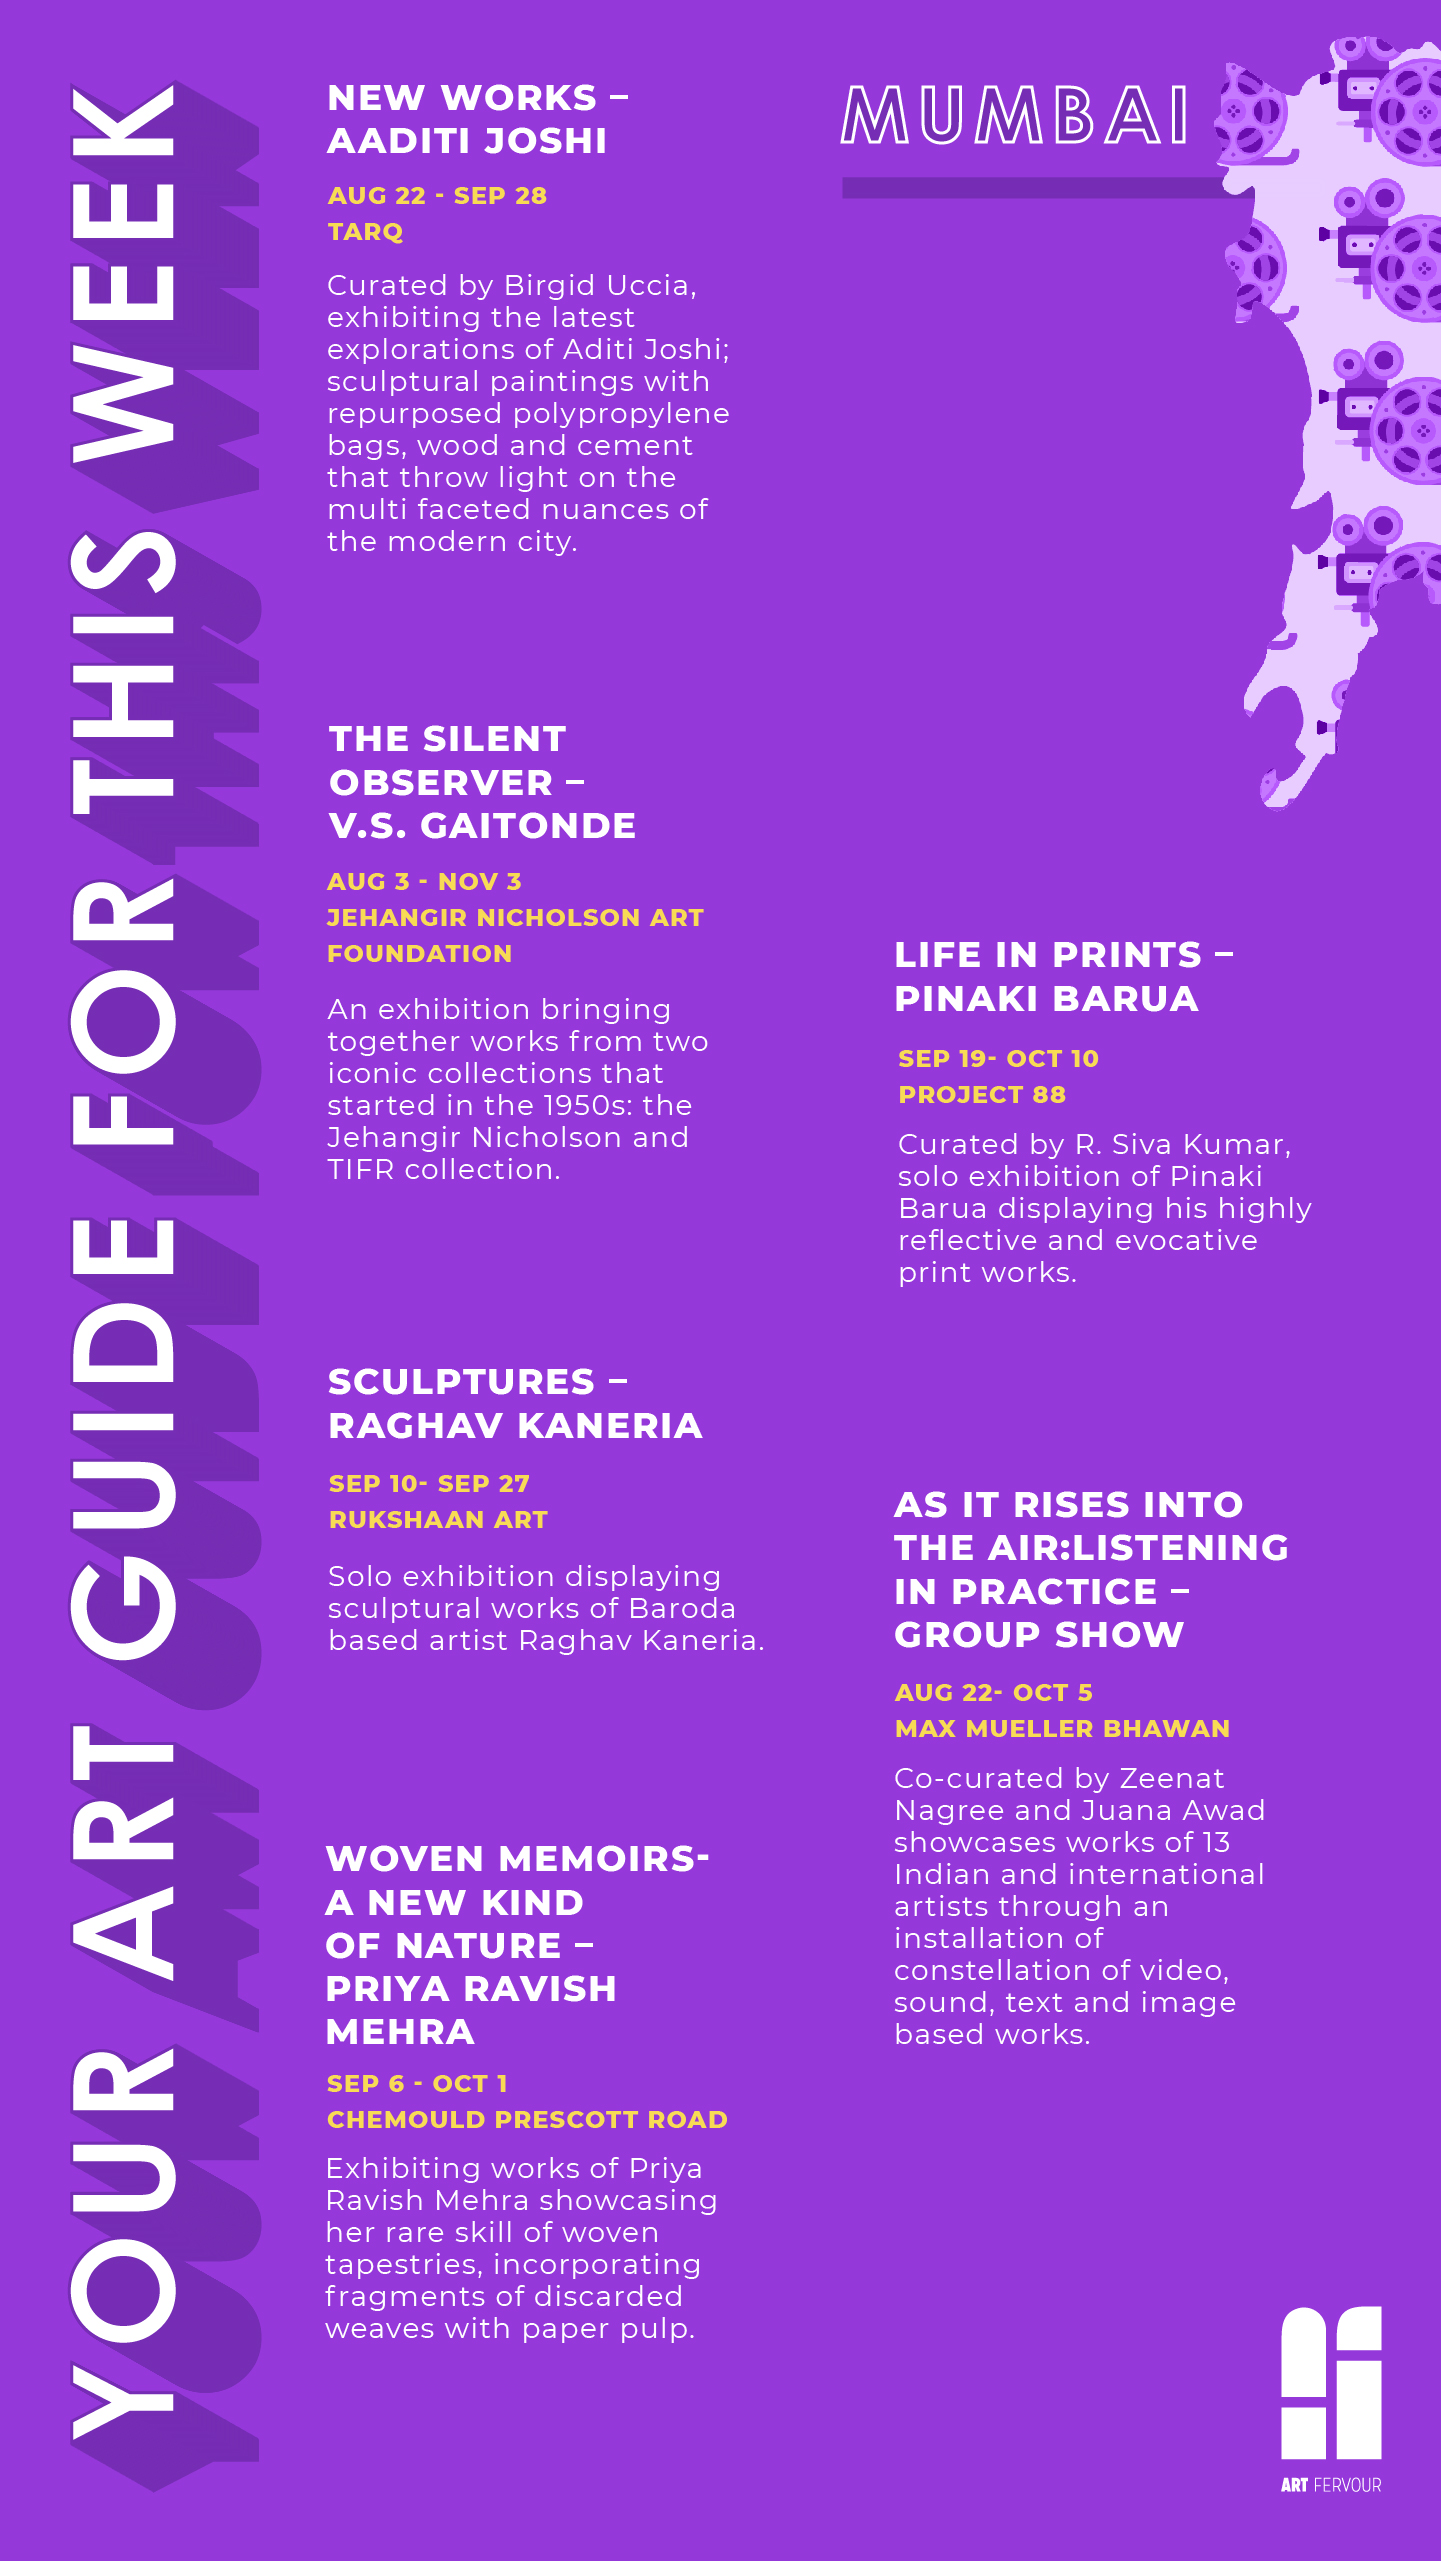 YOUR ART GUIDE FOR THIS WEEK
MUMBAI
NEW WORKS –
AADITI JOSHI
AUG 22 - SEP 28
TARQ
Curated by Birgid Uccia,
exhibiting the latest
explorations of Aditi Joshi;
sculptural paintings with
repurposed polypropylene
bags, wood and cement
that throw light on the
multi faceted nuances of
the modern city.
THE SILENT
OBSERVER –
V.S. GAITONDE
AUG 3 - NOV 3
JEHANGIR NICHOLSON ART
FOUNDATION
An exhibition bringing
together works from two
iconic collections that
started in the 1950s: the
Jehangir Nicholson and
TIFR collection.
SCULPTURES –
RAGHAV KANERIA
SEP 10- SEP 27
RUKSHAAN ART
Solo exhibition displaying
sculptural works of Baroda
based artist Raghav Kaneria.
WOVEN MEMOIRS-
A NEW KIND
OF NATURE –
PRIYA RAVISH
MEHRA
SEP 6 - OCT 1
CHEMOULD PRESCOTT ROAD
Exhibiting works of Priya
Ravish Mehra showcasing
her rare skill of woven
tapestries, incorporating
fragments of discarded
weaves with paper pulp.
LIFE IN PRINTS –
PINAKI BARUA
SEP 19- OCT 10
PROJECT 88
Curated by R. Siva Kumar,
solo exhibition of Pinaki
Barua displaying his highly
reflective and evocative
print works.
AS IT RISES INTO
THE AIR:LISTENING
IN PRACTICE –
GROUP SHOW
AUG 22- OCT 5
MAX MUELLER BHAWAN
Co-curated by Zeenat
Nagree and Juana Awad
showcases works of 13
Indian and international
artists through an
installation of
constellation of video,
sound, text and image
based works.
ART FERVOUR